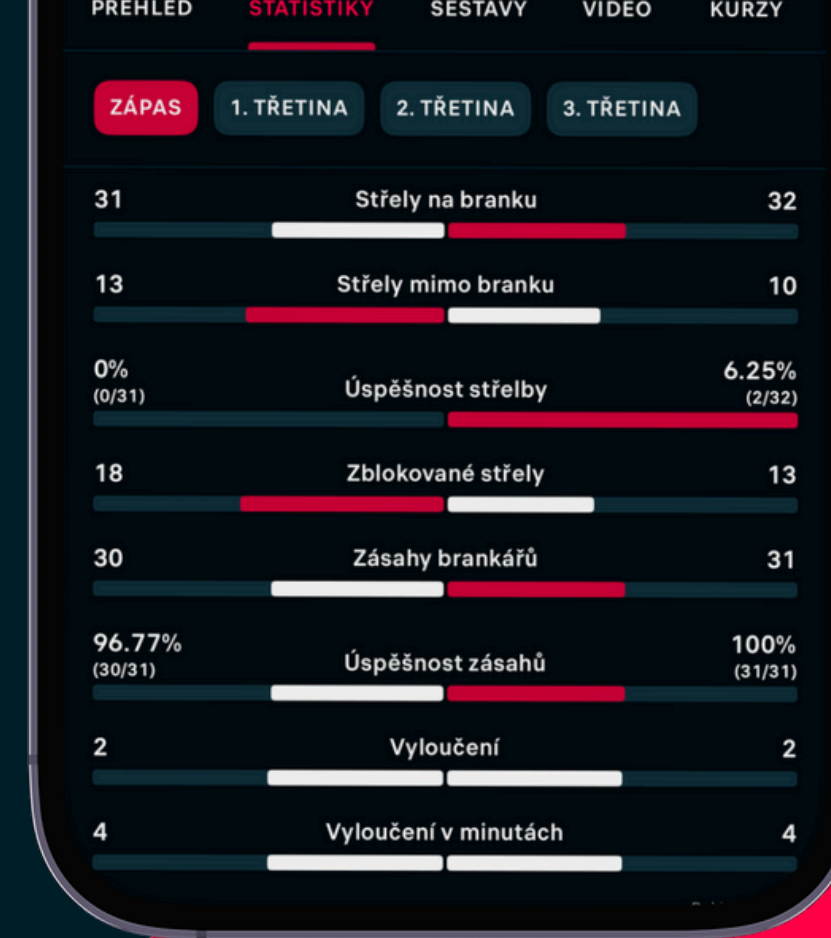 PŘEHLED STATISTIKY SESTAVY VIDEO KURZY
ZÁPAS 1. TŘETINA 2. TŘETINA 3. TŘETINA
31 Střely na branku 32
13 Střely mimo branku 10
0% 6.25%
(0/31) Úspěšnost střelby (2/32)
18 Zblokované střely 13
30 Zásahy brankářů 31
96.77% 100%
(30/31) Úspěšnost zásahů (31/31)
2 Vyloučení 2
4 Vyloučení v minutách 4